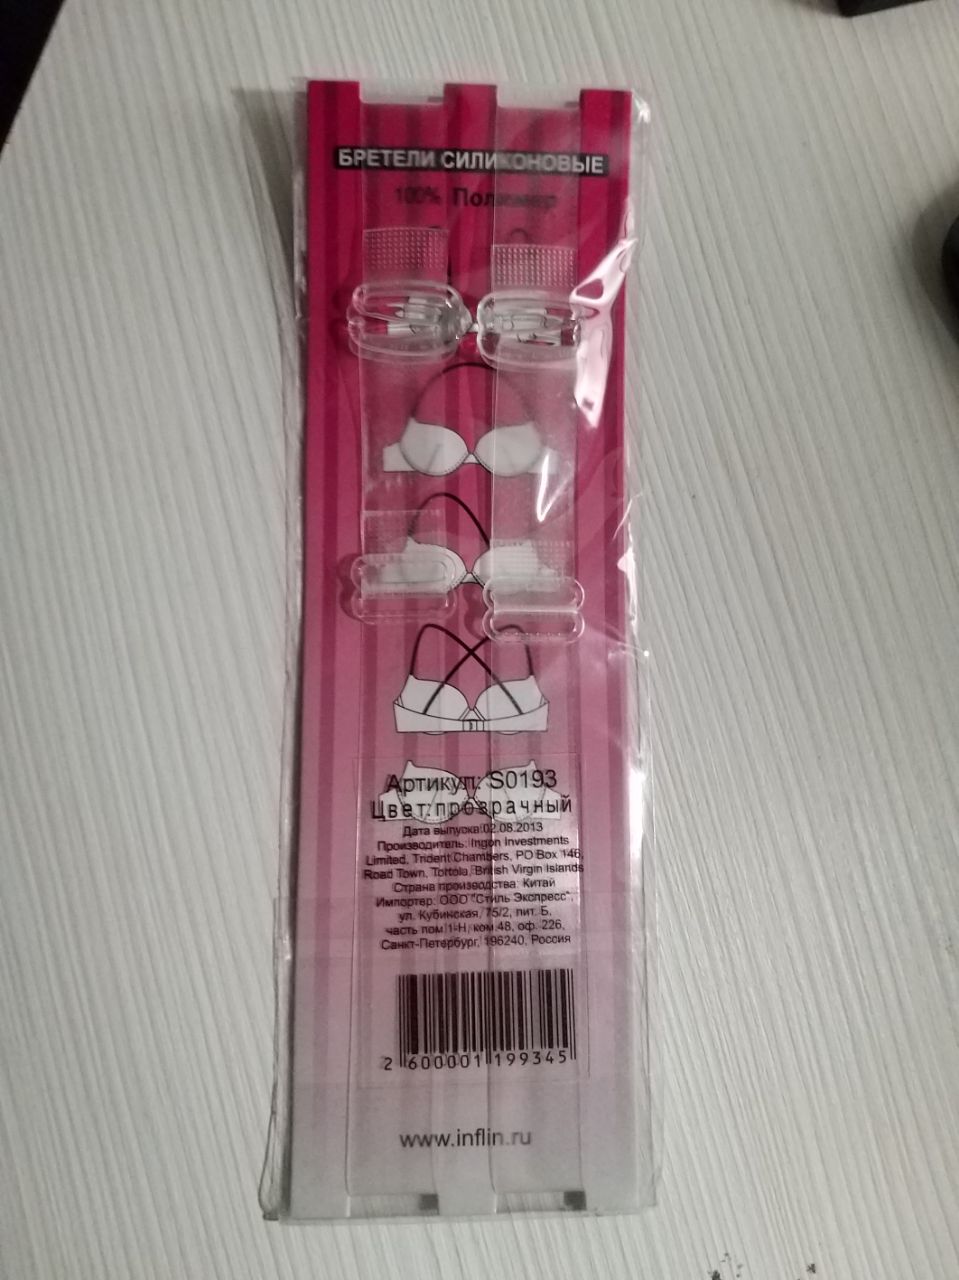 БРЕТЕЛИ СИЛИКОНОВЫЕ
100% Полимер
Артикул: S0193
Цвет:прозрачный
Дата выпуска:02.08.2013
Производитель: Ingon Investments
Limited, Trident Chambers, PO Box 146,
Road Town, Tortola, British Virgin Islands
Страна производства: Китай
Импортер: ООО "Стиль Экспресс",
ул. Кубинская, 75/2, лит. Б,
часть пом 1-Н, ком.48, оф. 226,
Санкт-Петербург, 196240, Россия
2 600001 199345
www.inflin.ru